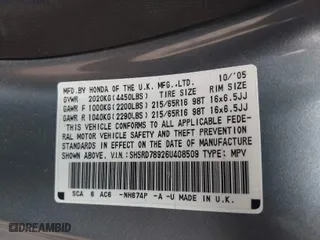 MFD.BY HONDA OF THE U.K. MFG.,LTD. 10/'05
GVWR 2020KG(4450LBS) TIRE SIZE RIM SIZE
GAWR F 1000KG(2200LBS) 215/65R16 98T 16x6.5JJ
GAWR R 1040KG(2290LBS) 215/65R16 98T 16x6.5JJ
THIS VEHICLE CONFORMS TO ALL APPLICABLE FEDE-
RAL MOTOR VEHICLE SAFETY AND THEFT PREVENTION
STANDARDS IN EFFECT ON THE DATE OF MANUFACTURE
SHOWN ABOVE. V.I.N.:SHSRD78926U408509 TYPE: MPV
SCA 6 AC6 -NH674P -A -U MADE IN U.K.
DREAMBID.COM